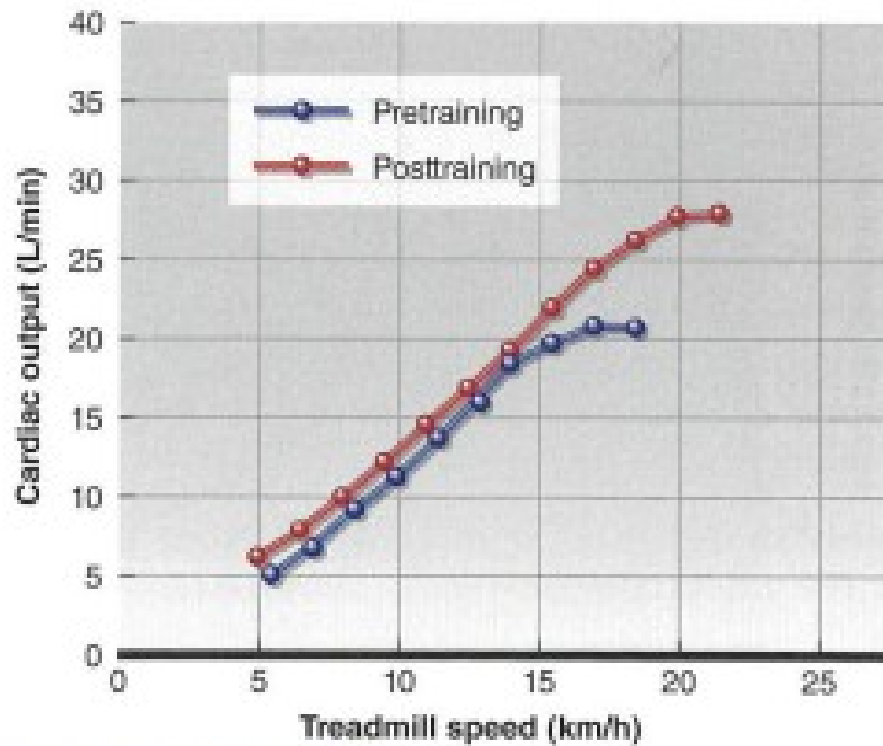 40
35
30
25
20
15
10
5
0
Cardiac output (L/min)
Pretraining
Posttraining
0 5 10 15 20 25
Treadmill speed (km/h)